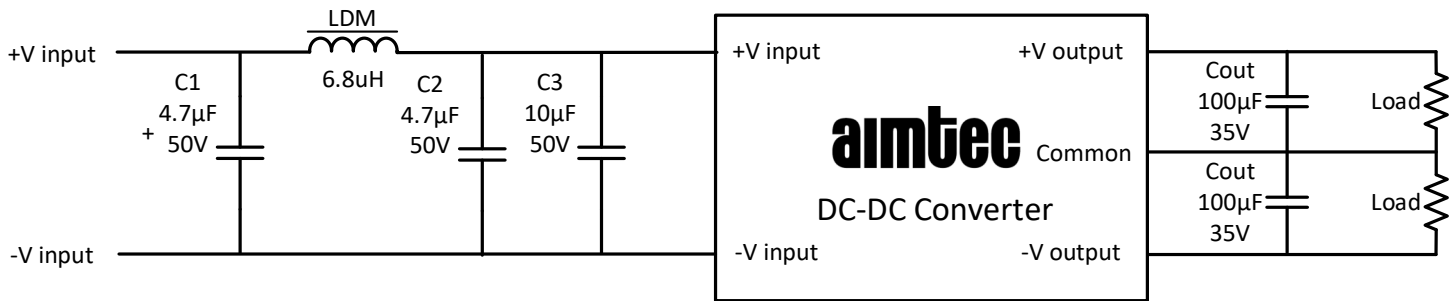 +V input
LDM
6.8uH
C1
4.7µF
+
50V
C2
4.7µF
50V
C3
10µF
50V
-V input
+V input
+V output
aimtec
Common
DC-DC Converter
-V input
-V output
Cout
100µF
35V
Load
Cout
100µF
35V
Load